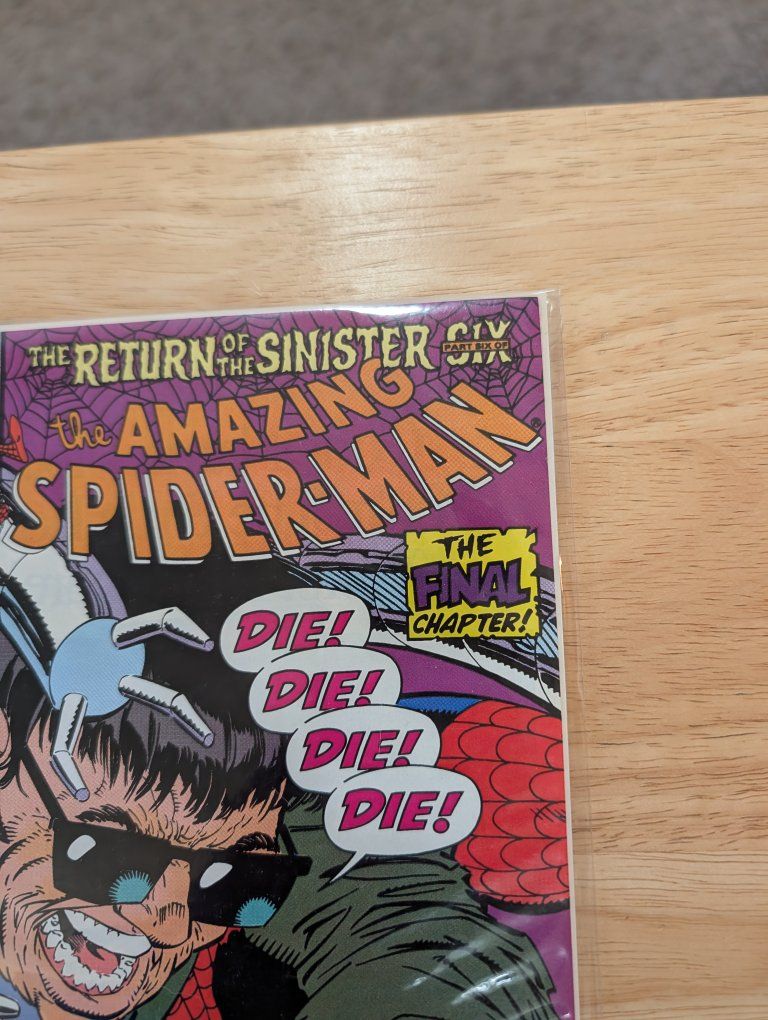 THE RETURN OF THE SINISTER SIX
PART SIX OF
the AMAZING
SPIDER-MAN®
THE
FINAL
CHAPTER!
DIE!
DIE!
DIE!
DIE!